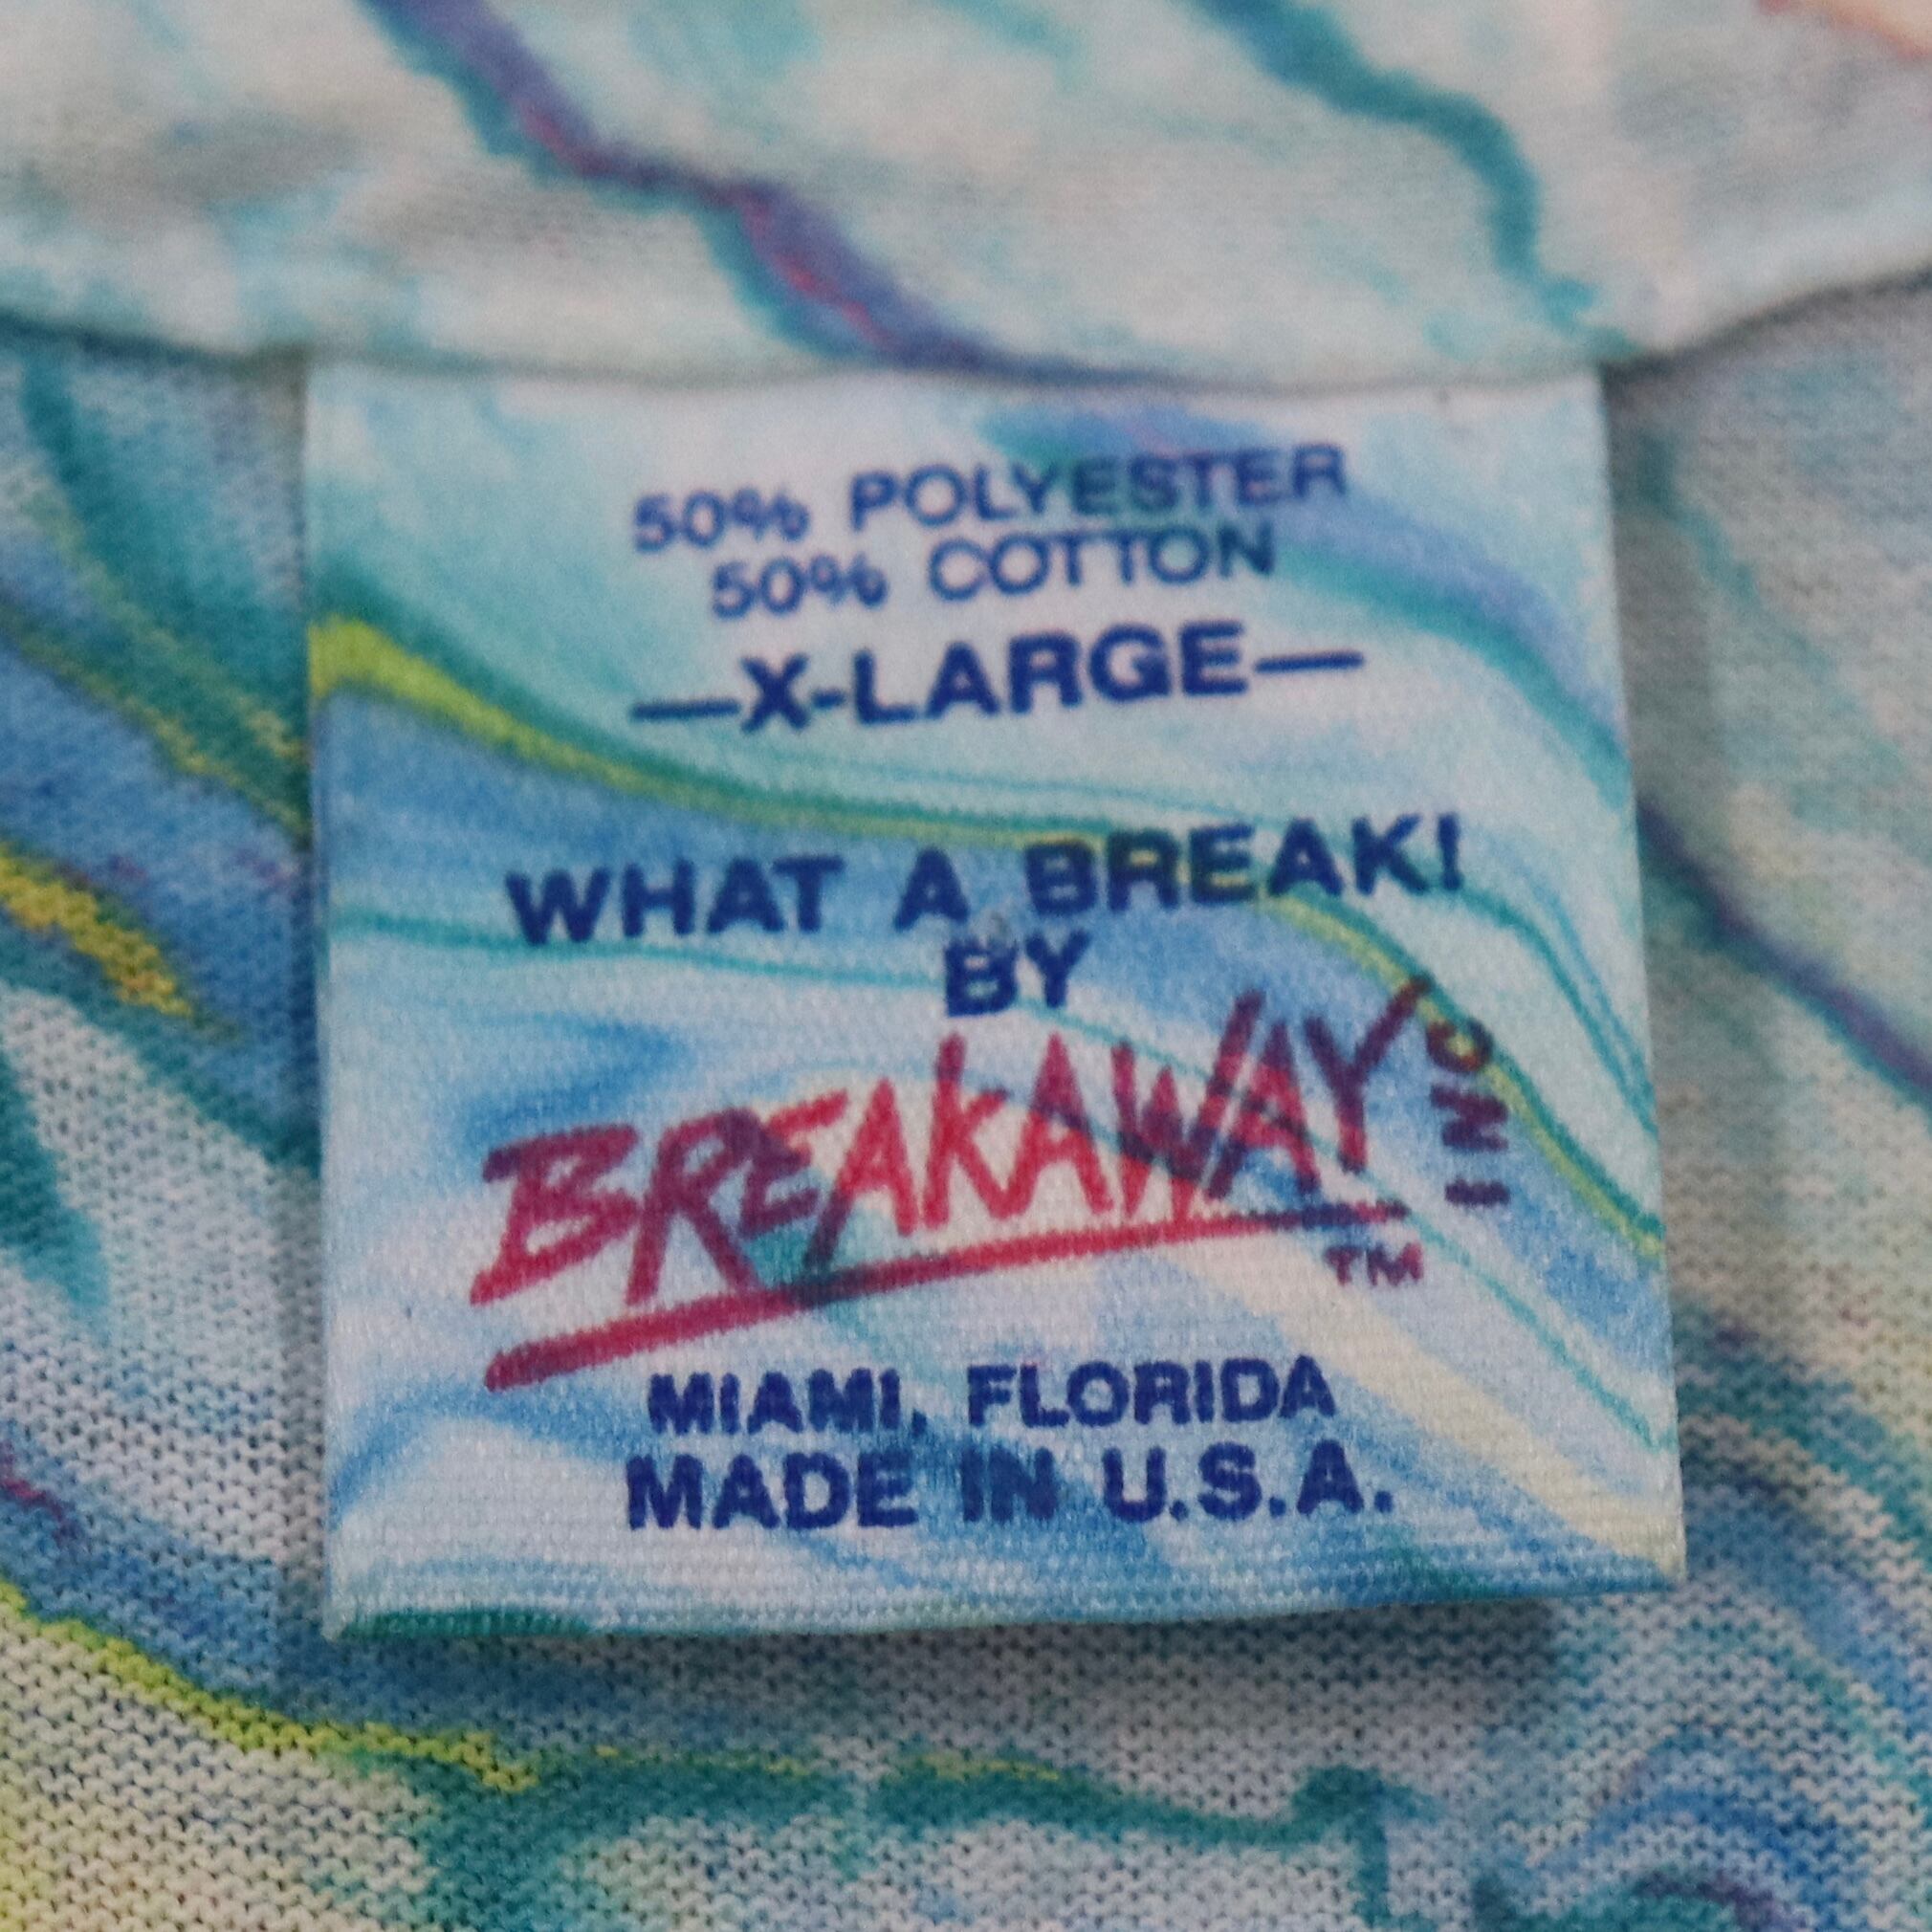 50% POLYESTER
50% COTTON
—X-LARGE—
WHAT A BREAK!
BY
BREAKAWAY INC
TM
MIAMI, FLORIDA
MADE IN U.S.A.